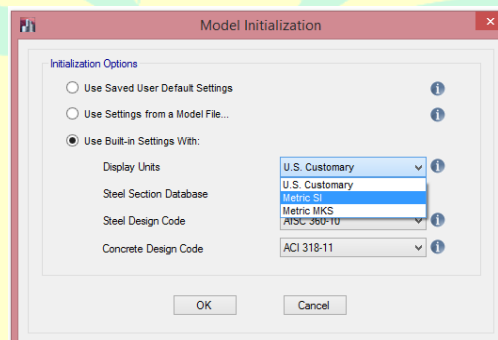 Model Initialization
Initialization Options
Use Saved User Default Settings
Use Settings from a Model File...
Use Built-in Settings With:
Display Units U.S. Customary
U.S. Customary
Steel Section Database Metric SI
Metric MKS
Steel Design Code AISC 360-10
Concrete Design Code ACI 318-11
OK Cancel